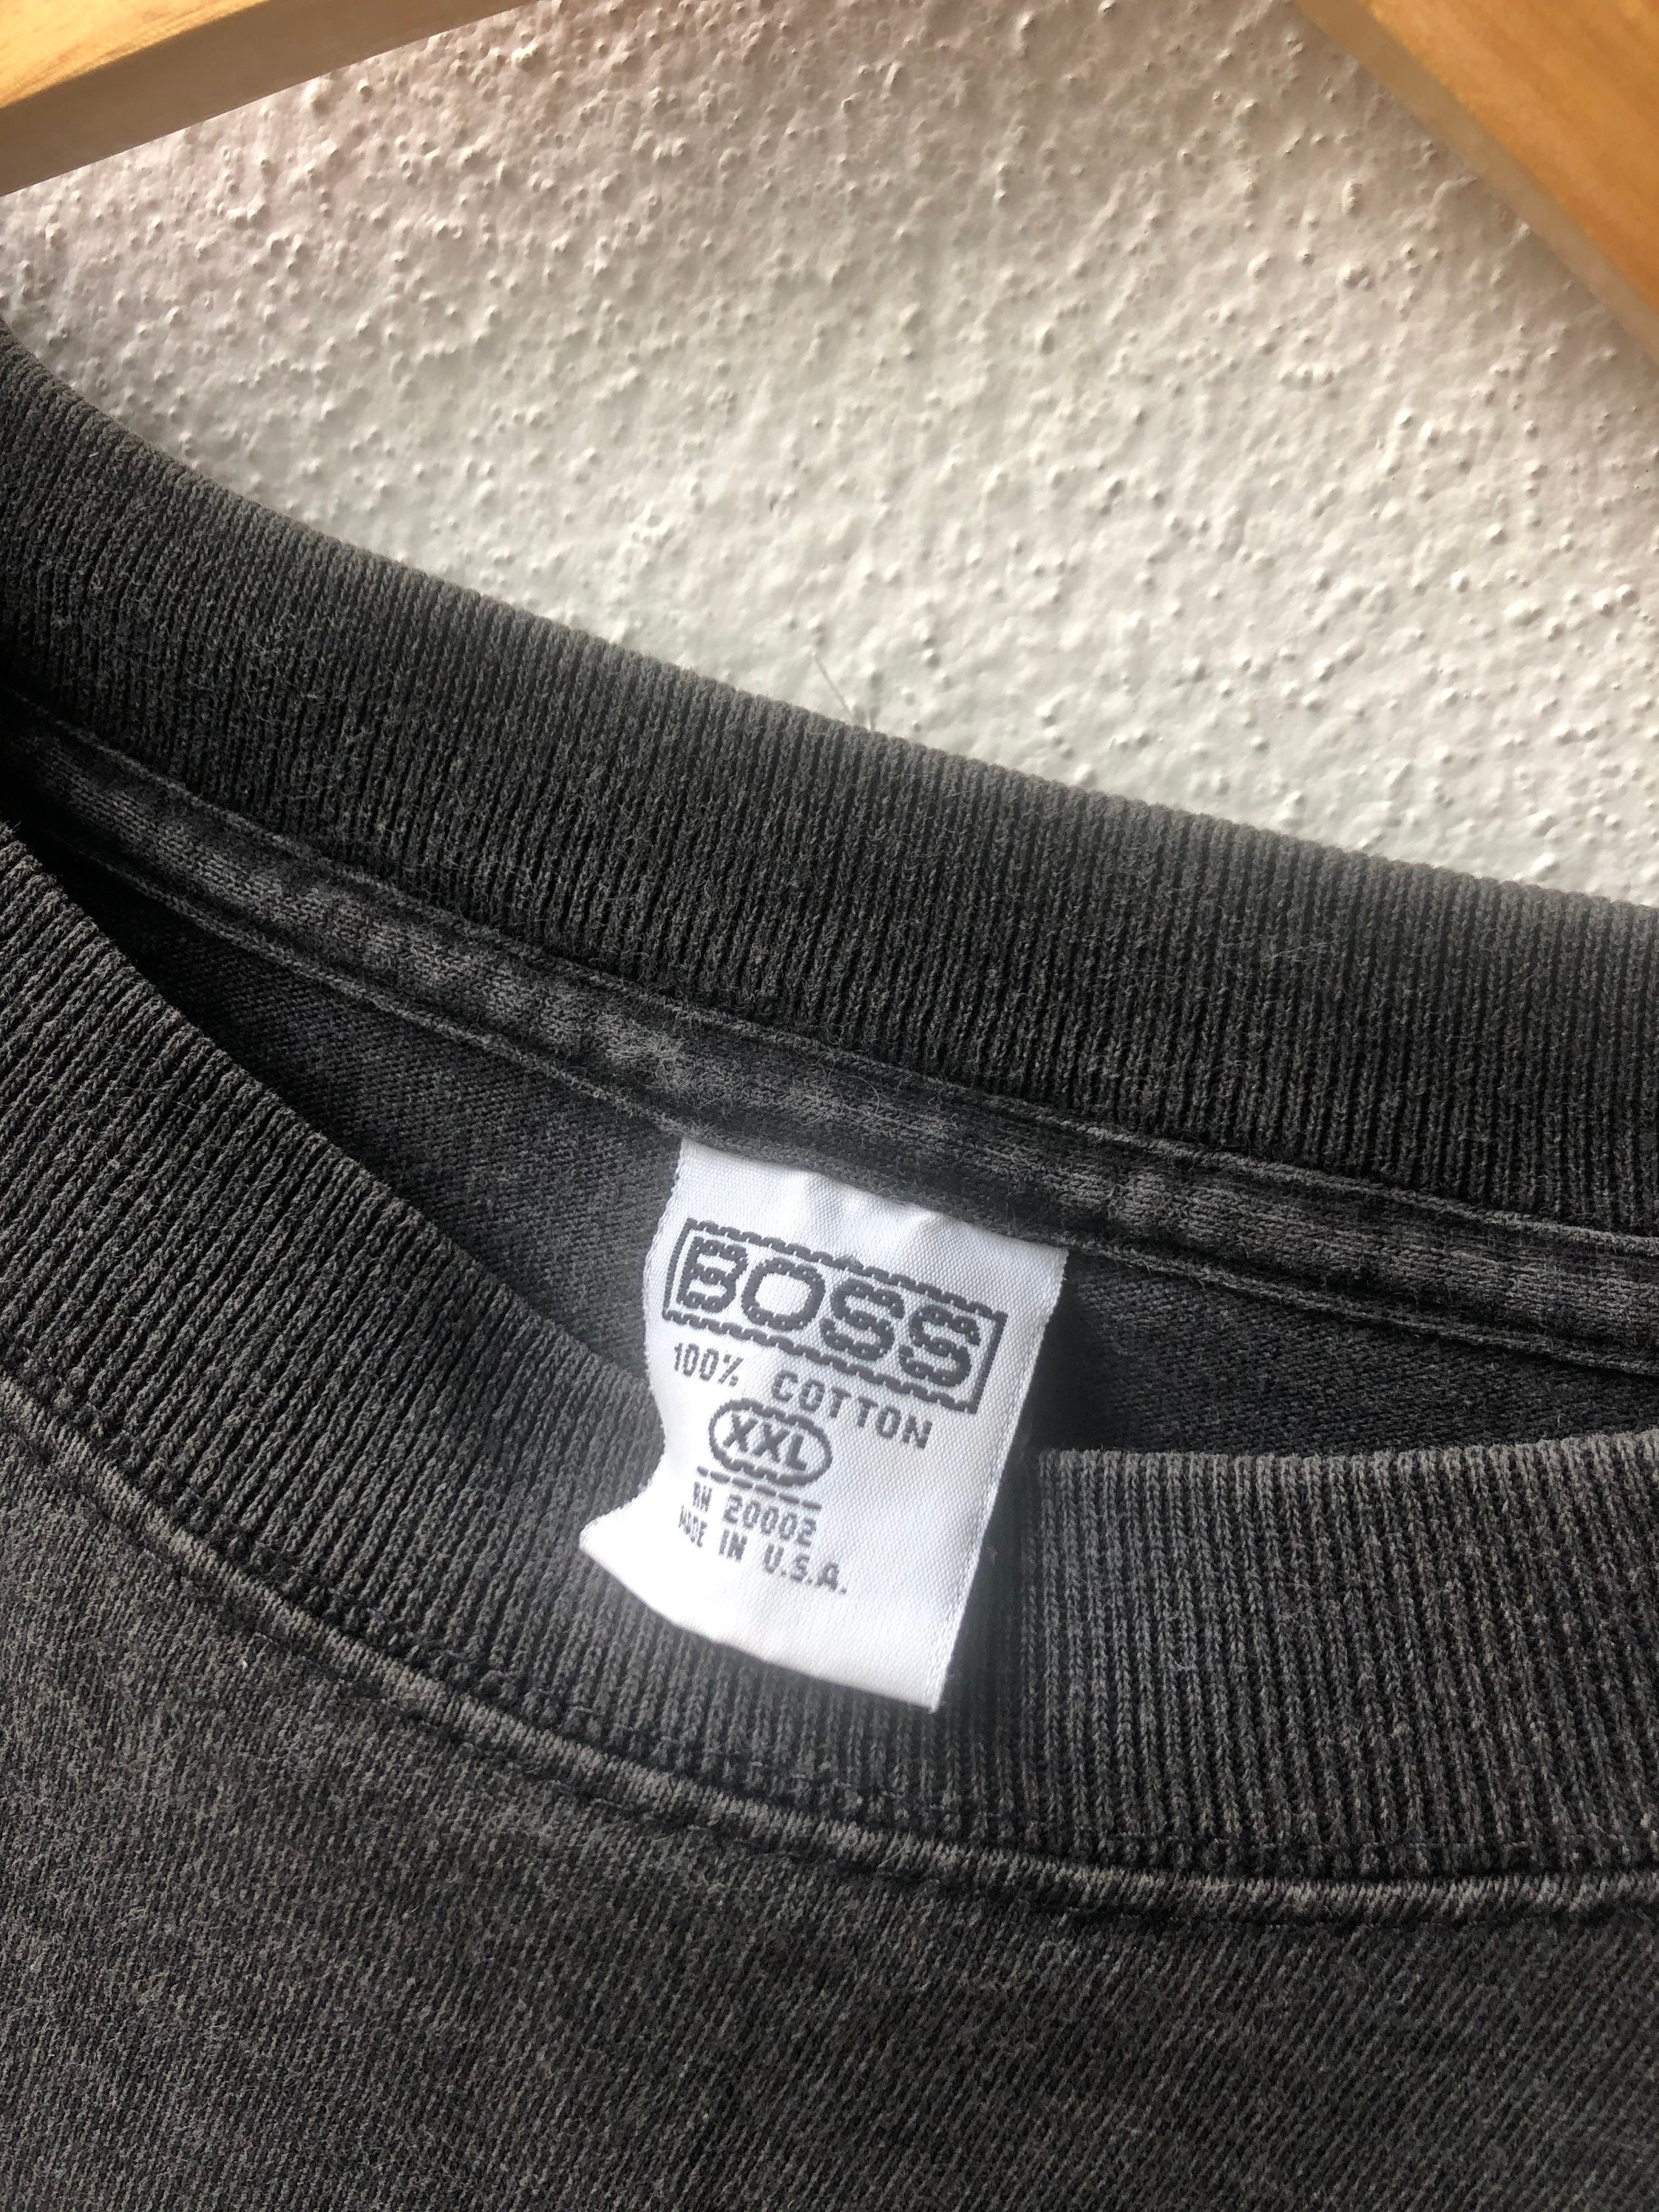 BOSS
100% COTTON
XXL
RN 20002
MADE IN U.S.A.